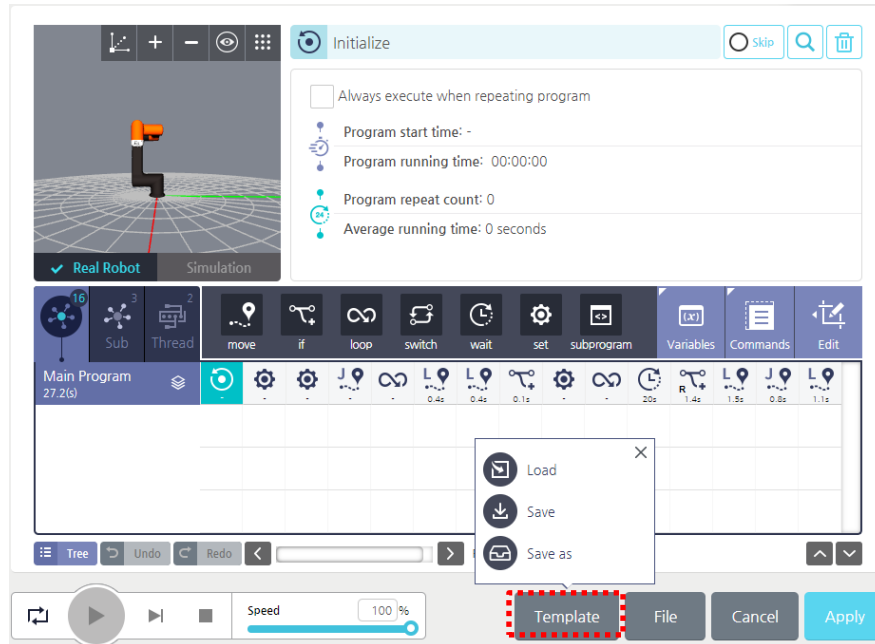 Initialize
Skip
Always execute when repeating program
Program start time: -
Program running time: 00:00:00
Program repeat count: 0
24
Average running time: 0 seconds
Real Robot
Simulation
16
3
2
Sub
Thread
move
if
loop
switch
wait
set
subprogram
(x)
Variables
Commands
Edit
Main Program
27.2(s)
- - - J - - L 0.4s L 0.4s 0.1s - - 20s R 1.4s L 1.5s J 0.8s L 1.1s
Load
Save
Save as
Tree
Undo
Redo
Speed
100 %
Template
File
Cancel
Apply